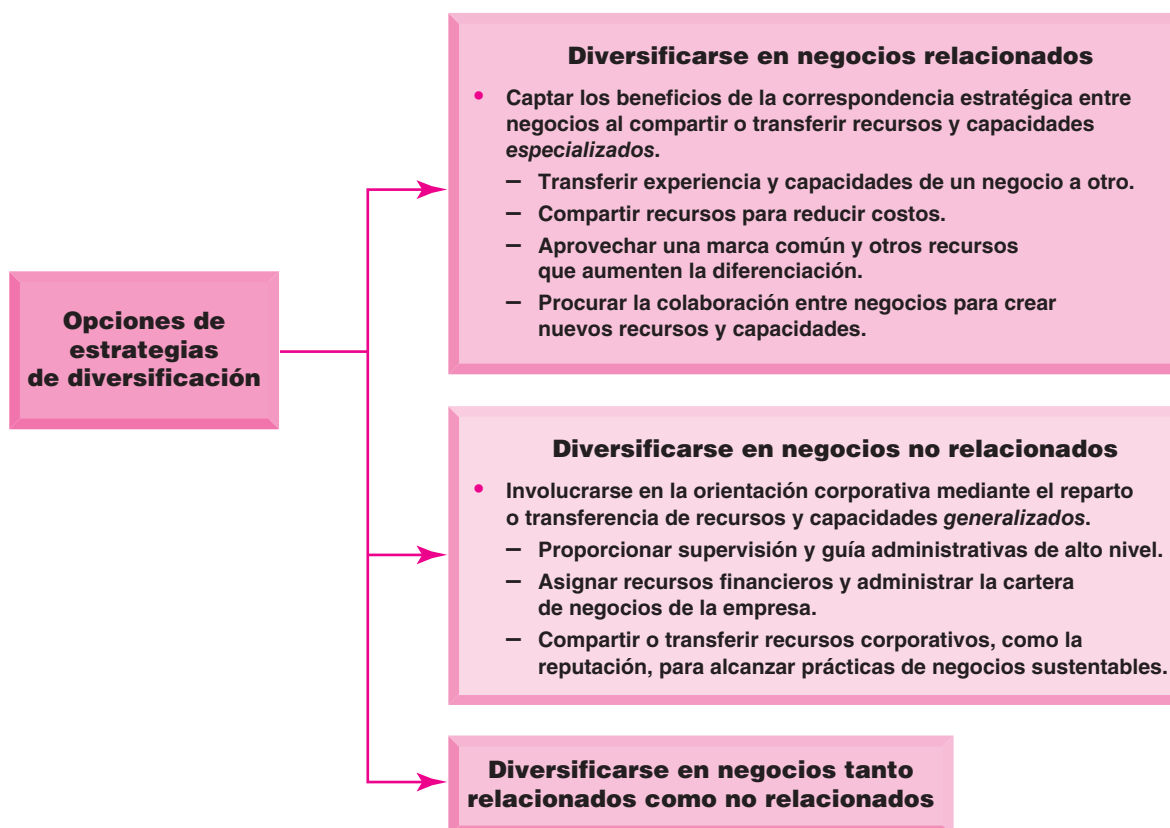 Diversificarse en negocios relacionados
• Captar los beneficios de la correspondencia estratégica entre
negocios al compartir o transferir recursos y capacidades
especializados.
– Transferir experiencia y capacidades de un negocio a otro.
– Compartir recursos para reducir costos.
– Aprovechar una marca común y otros recursos
que aumenten la diferenciación.
– Procurar la colaboración entre negocios para crear
nuevos recursos y capacidades.
Opciones de
estrategias
de diversificación
Diversificarse en negocios no relacionados
• Involucrarse en la orientación corporativa mediante el reparto
o transferencia de recursos y capacidades generalizados.
– Proporcionar supervisión y guía administrativas de alto nivel.
– Asignar recursos financieros y administrar la cartera
de negocios de la empresa.
– Compartir o transferir recursos corporativos, como la
reputación, para alcanzar prácticas de negocios sustentables.
Diversificarse en negocios tanto
relacionados como no relacionados